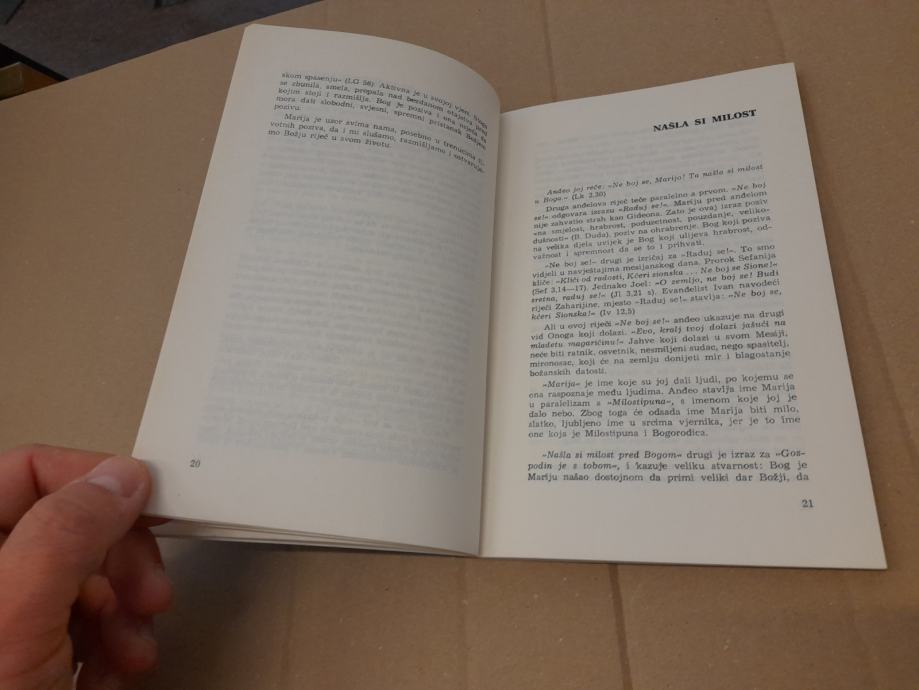 skom spasenju« (LG 56). Aktivna je u svojoj vjeri. Stoga
se zbunila, smela, propala nad bezdanom otajstva pred
kojim stoji i razmišlja. Bog je poziva i ona osjeća da
mora dati slobodni, svjesni, spremni pristanak Božjem
pozivu.
Marija je uzor svima nama, posebno u trenucima ži-
votnih poziva, da i mi slušamo, razmišljamo i ostvaruje-
mo Božju riječ u svom životu.
20
NAŠLA SI MILOST
Anđeo joj reče: »Ne boj se, Marijo! Ta našla si milost
u Boga.« (Lk 2,30)
Druga anđelova riječ teče paralelno s prvom. »Ne boj
se!« odgovara izrazu »Raduj se!«. Mariju pred anđelom
nije zahvatio strah kao Gideona. Zato je ovaj izraz poziv
»na smjelost, hrabrost, poduzetnost, pouzdanje, veliko-
dušnost« (B. Duda), poziv na ohrabrenje. Bog koji poziva
na velika djela uvijek je Bog koji ulijeva hrabrost, od-
važnost i spremnost da se to i prihvati.
»Ne boj se!« drugi je izričaj za »Raduj se!«. To smo
vidjeli u navještajima mesijanskog dana. Prorok Sefanija
kliče: »Kliči od radosti, Kćeri sionska . . . Ne boj se Sione!«
(Sef 3,14—17). Jednako Joel: »O zemljo, ne boj se! Budi
sretna, raduj se!« (Jl 3,21 s). Evanđelist Ivan navodeći
riječi Zaharijine, mjesto »Raduj se!« stavlja: »Ne boj se,
kćeri Sionska!« (Iv 12,5)
Ali u ovoj riječi »Ne boj se!« anđeo ukazuje na drugi
vid Onoga koji dolazi. »Evo, kralj tvoj dolazi jašući na
mladetu magaričinu!« Jahve koji dolazi u svom Mesiji,
neće biti ratnik, osvetnik, nesmiljeni sudac, nego spasitelj,
mironosac, koji će na zemlju donijeti mir i blagostanje
božanskih datosti.
»Marija« je ime koje su joj dali ljudi, po kojemu se
ona raspoznaje među ljudima. Anđeo stavlja ime Marija
u paralelizam s »Milostipuna«, s imenom koje joj je
dalo nebo. Zbog toga će odsada ime Marija biti milo,
slatko, ljubljeno ime u srcima vjernika, jer je to ime
one koja je Milostipuna i Bogorodica.
»Našla si milost pred Bogom« drugi je izraz za »Gos-
podin je s tobom«, i kazuje veliku stvarnost: Bog je
Mariju našao dostojnom da primi veliki dar Božji, da
21